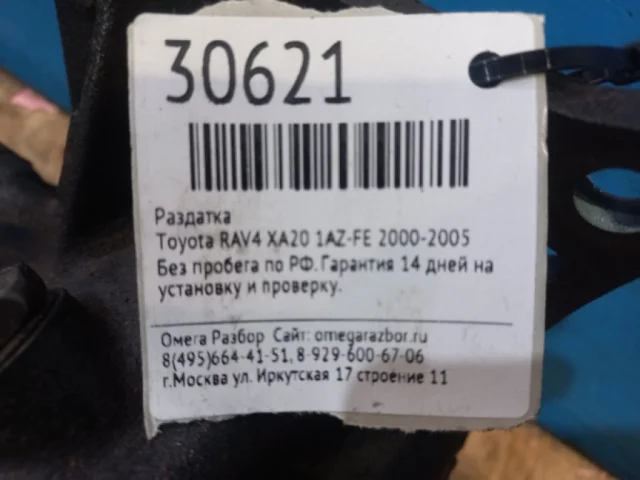 30621
Раздатка
Toyota RAV4 XA20 1AZ-FE 2000-2005
Без пробега по РФ.Гарантия 14 дней на
установку и проверку.
Омега Разбор Сайт: omegarazbor.ru
8(495)664-41-51, 8-929-600-67-06
г.Москва ул. Иркутская 17 строение 11